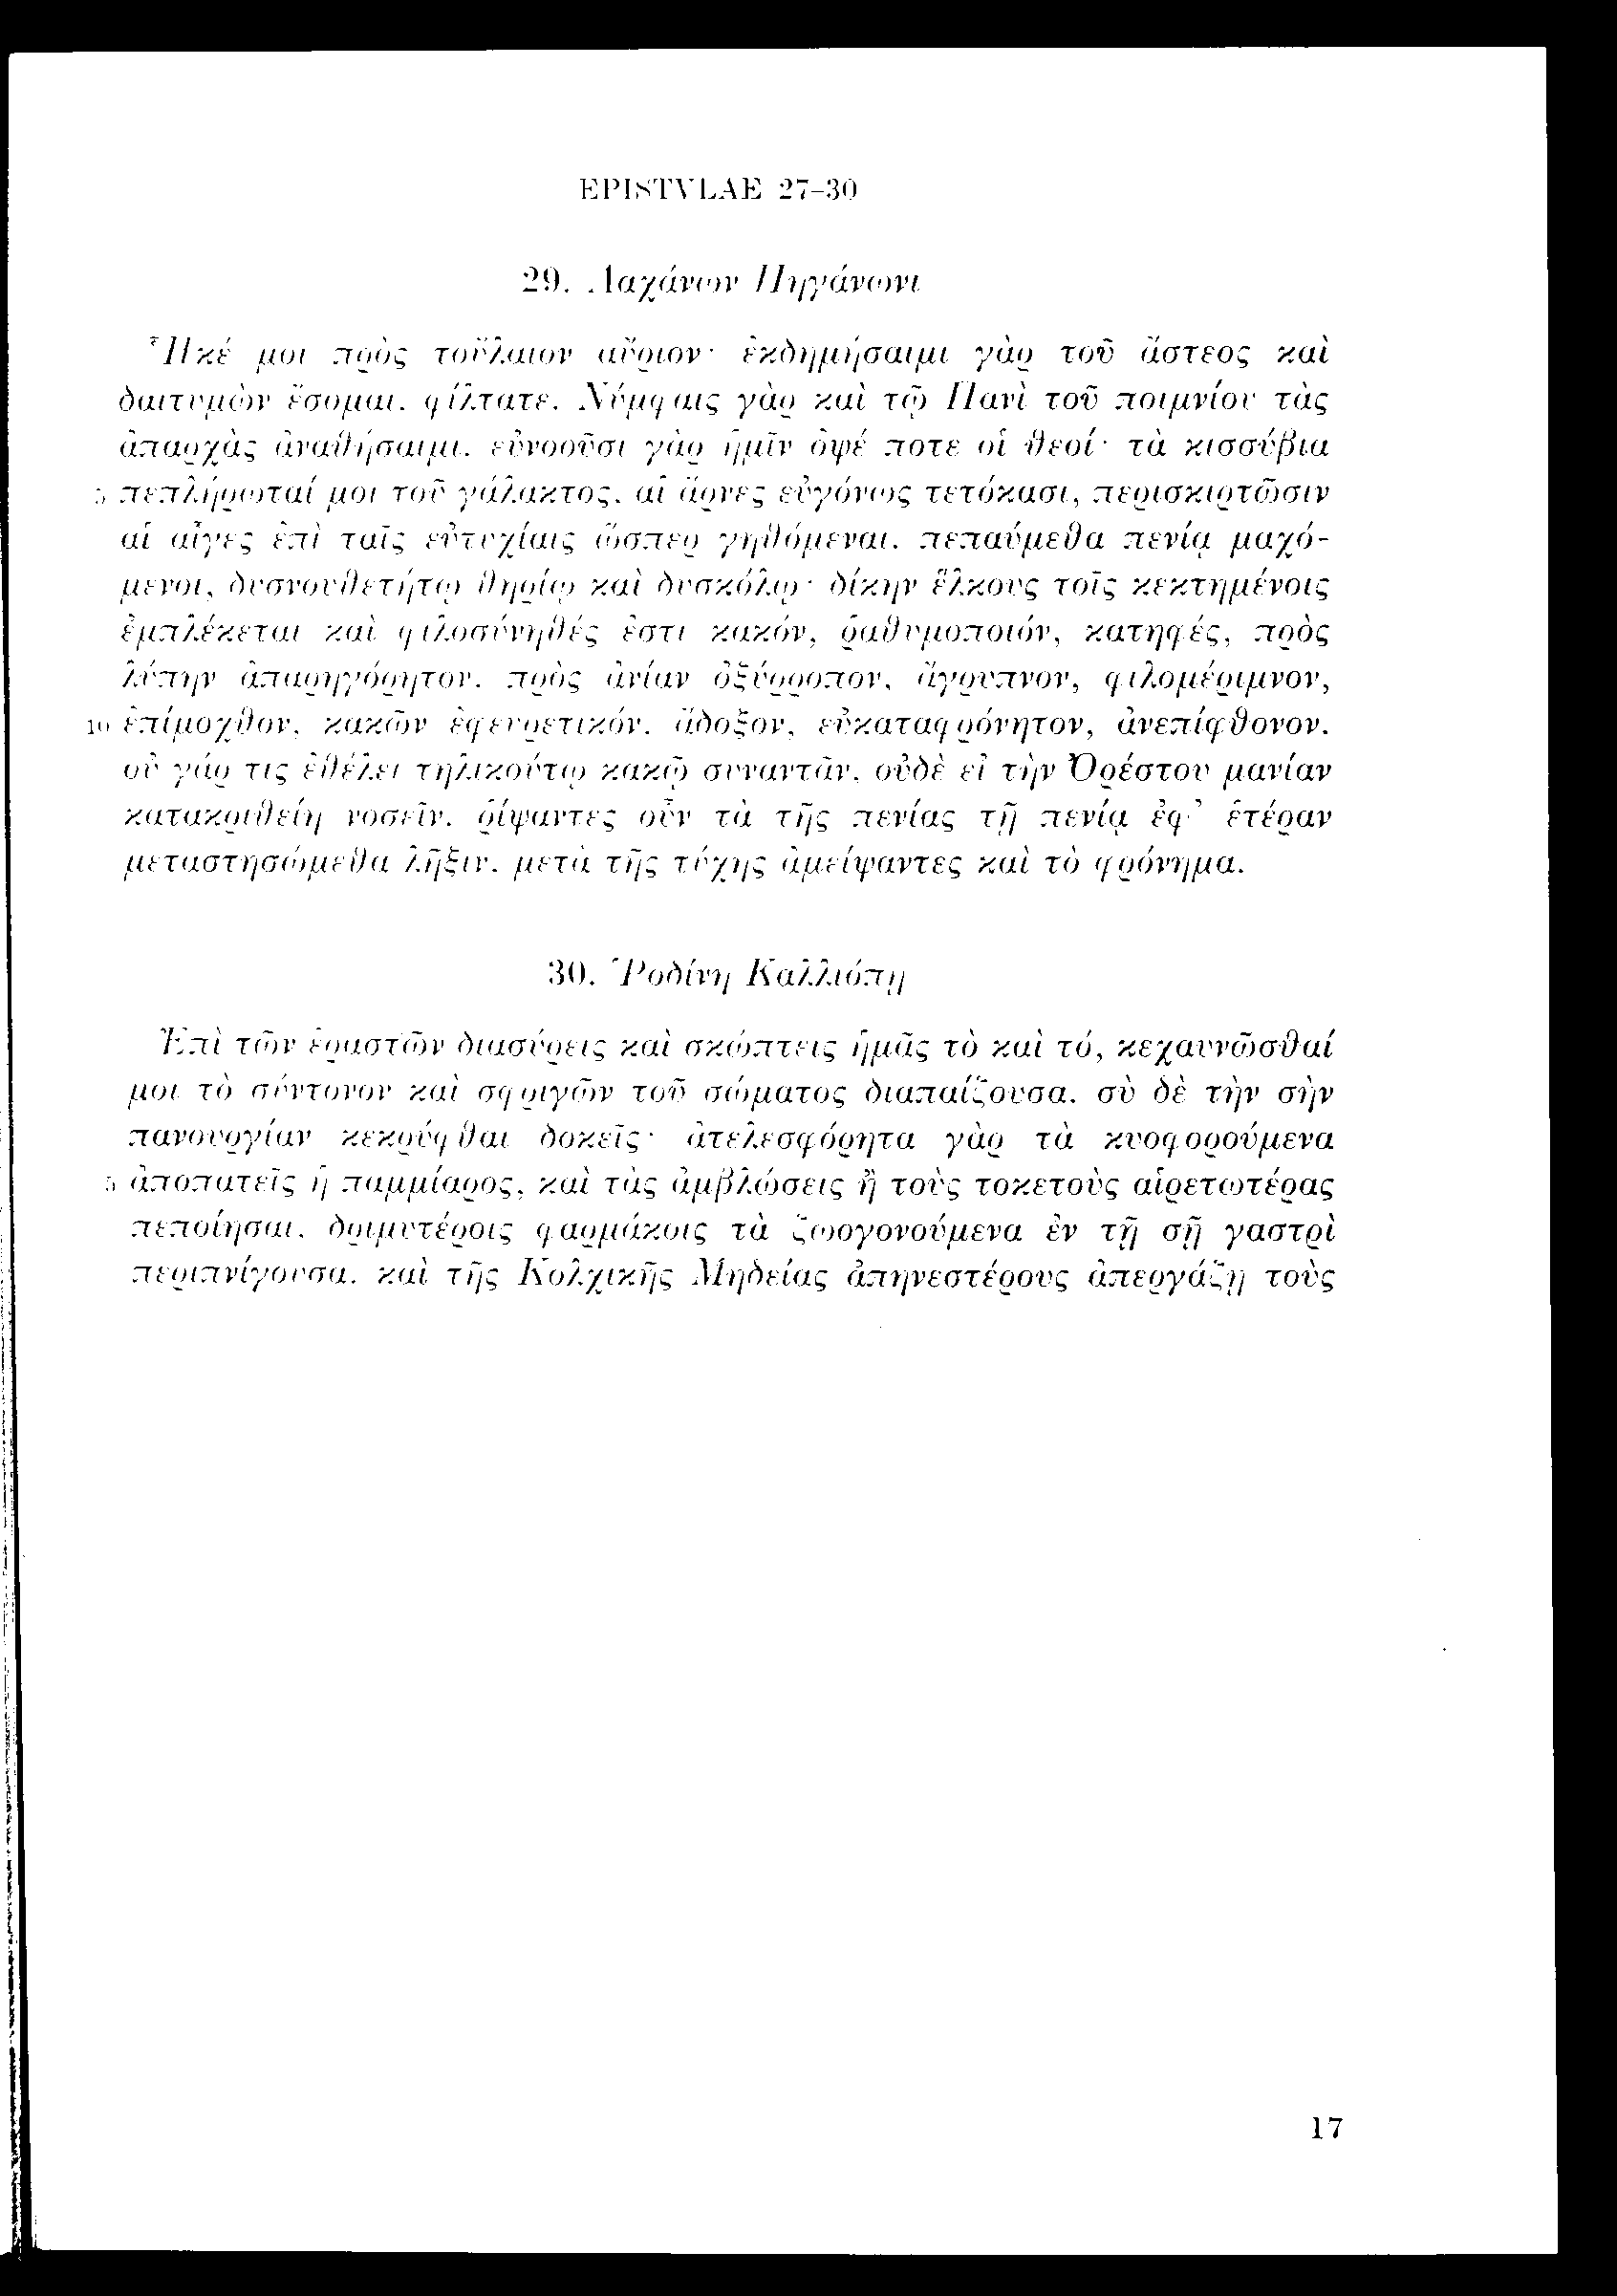 EPISTVLAE 27–30
29. Λαχάνων Πηγάνωνι
Ἧκέ μοι πρὸς τοὔλαιον αὔριον· ἐκδημήσαιμι γὰρ τοῦ ἄστεος καὶ
δαιτυμὼν ἔσομαι, φίλτατε. Νύμφαις γὰρ καὶ τῷ Πανὶ τοῦ ποιμνίου τὰς
ἀπαρχὰς ἀναθήσαιμι. εὐνοοῦσι γὰρ ἡμῖν ὀψέ ποτε οἱ θεοί· τὰ κισσύβια
5 πεπλήρωταί μοι τοῦ γάλακτος, αἱ ἄρνες εὐγόνως τετόκασι, περισκιρτῶσιν
αἱ αἶγες ἐπὶ ταῖς εὐτυχίαις ὥσπερ γηθόμεναι. πεπαύμεθα πενίᾳ μαχό-
μενοι, δυσνουθετήτῳ θηρίῳ καὶ δυσκόλῳ· δίκην ἕλκους τοῖς κεκτημένοις
ἐμπλέκεται καὶ φιλοσύνηθές ἐστι κακόν, ῥαθυμοποιόν, κατηφές, πρὸς
λύπην ἀπαρηγόρητον, πρὸς ἀνίαν ὀξύρροπον, ἄγρυπνον, φιλομέριμνον,
10 ἐπίμοχθον, κακῶν ἐφευρετικόν, ἄδοξον, εὐκαταφρόνητον, ἀνεπίφθονον.
οὐ γάρ τις ἐθέλει τηλικούτῳ κακῷ συναντᾶν, οὐδὲ εἰ τὴν Ὀρέστου μανίαν
κατακριθείη νοσεῖν. ῥίψαντες οὖν τὰ τῆς πενίας τῇ πενίᾳ ἐφ’ ἑτέραν
μεταστησώμεθα λῆξιν, μετὰ τῆς τύχης ἀμείψαντες καὶ τὸ φρόνημα.
30. Ῥοδίνη Καλλιόπῃ
Ἐπὶ τῶν ἐραστῶν διασύρεις καὶ σκώπτεις ἡμᾶς τὸ καὶ τό, κεχαυνῶσθαί
μοι τὸ σύντονον καὶ σφριγῶν τοῦ σώματος διαπαίζουσα. σὺ δὲ τὴν σὴν
πανουργίαν κεκρύφθαι δοκεῖς· ἀτελεσφόρητα γὰρ τὰ κυοφορούμενα
5 ἀποπατεῖς ἡ παμμίαρος, καὶ τὰς ἀμβλώσεις ἢ τοὺς τοκετοὺς αἱρετωτέρας
πεποίησαι, δριμυτέροις φαρμάκοις τὰ ζωογονούμενα ἐν τῇ σῇ γαστρὶ
περιπνίγουσα, καὶ τῆς Κολχικῆς Μηδείας ἀπηνεστέρους ἀπεργάζῃ τοὺς
17